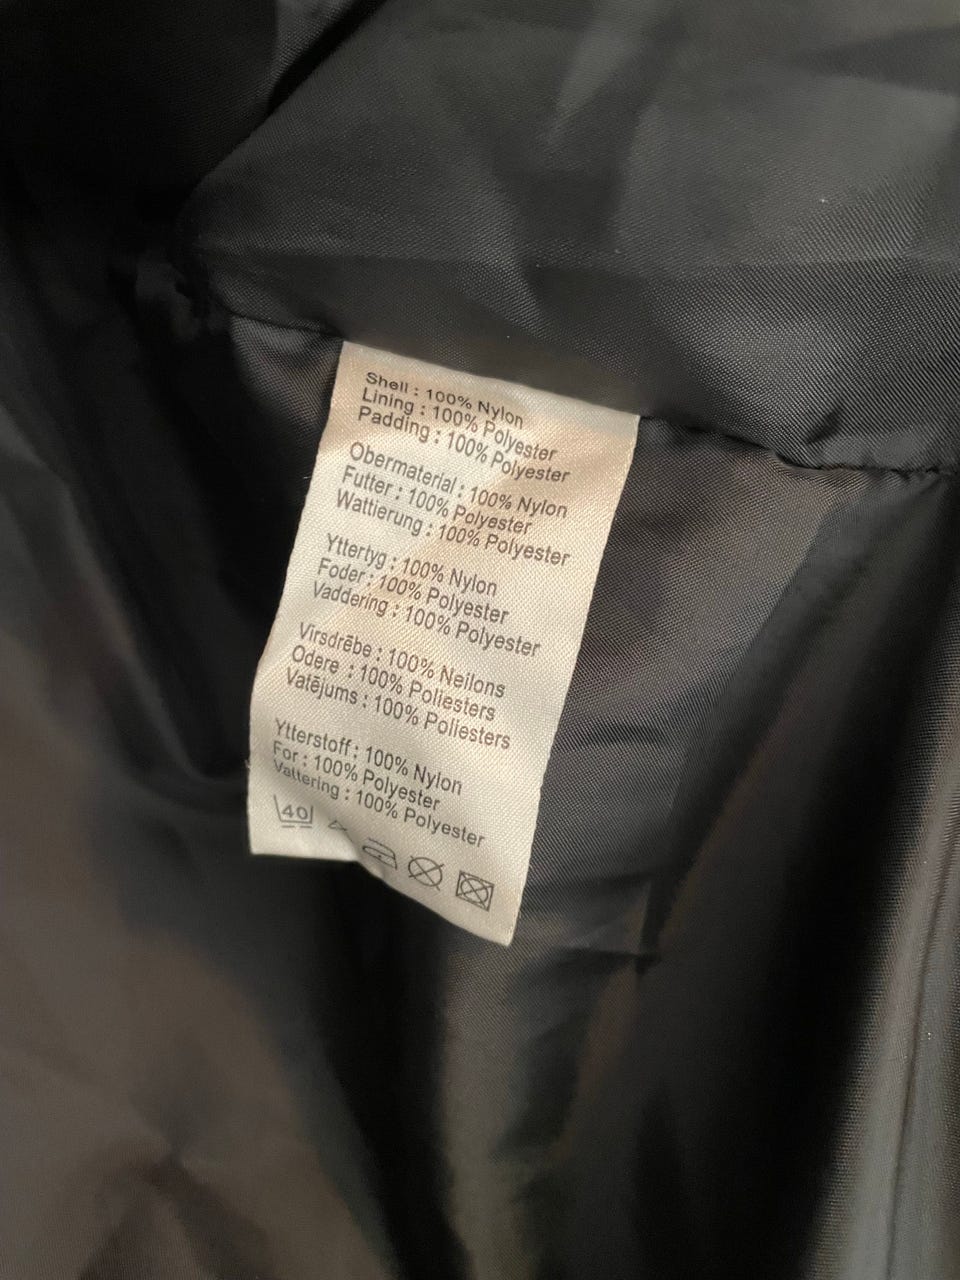 Shell : 100% Nylon
Lining : 100% Polyester
Padding : 100% Polyester
Obermaterial : 100% Nylon
Futter : 100% Polyester
Wattierung : 100% Polyester
Yttertyg : 100% Nylon
Foder : 100% Polyester
Vaddering : 100% Polyester
Virsdrēbe : 100% Neilons
Odere : 100% Poliesters
Vatējums : 100% Poliesters
Ytterstoff : 100% Nylon
For : 100% Polyester
Vattering : 100% Polyester
40